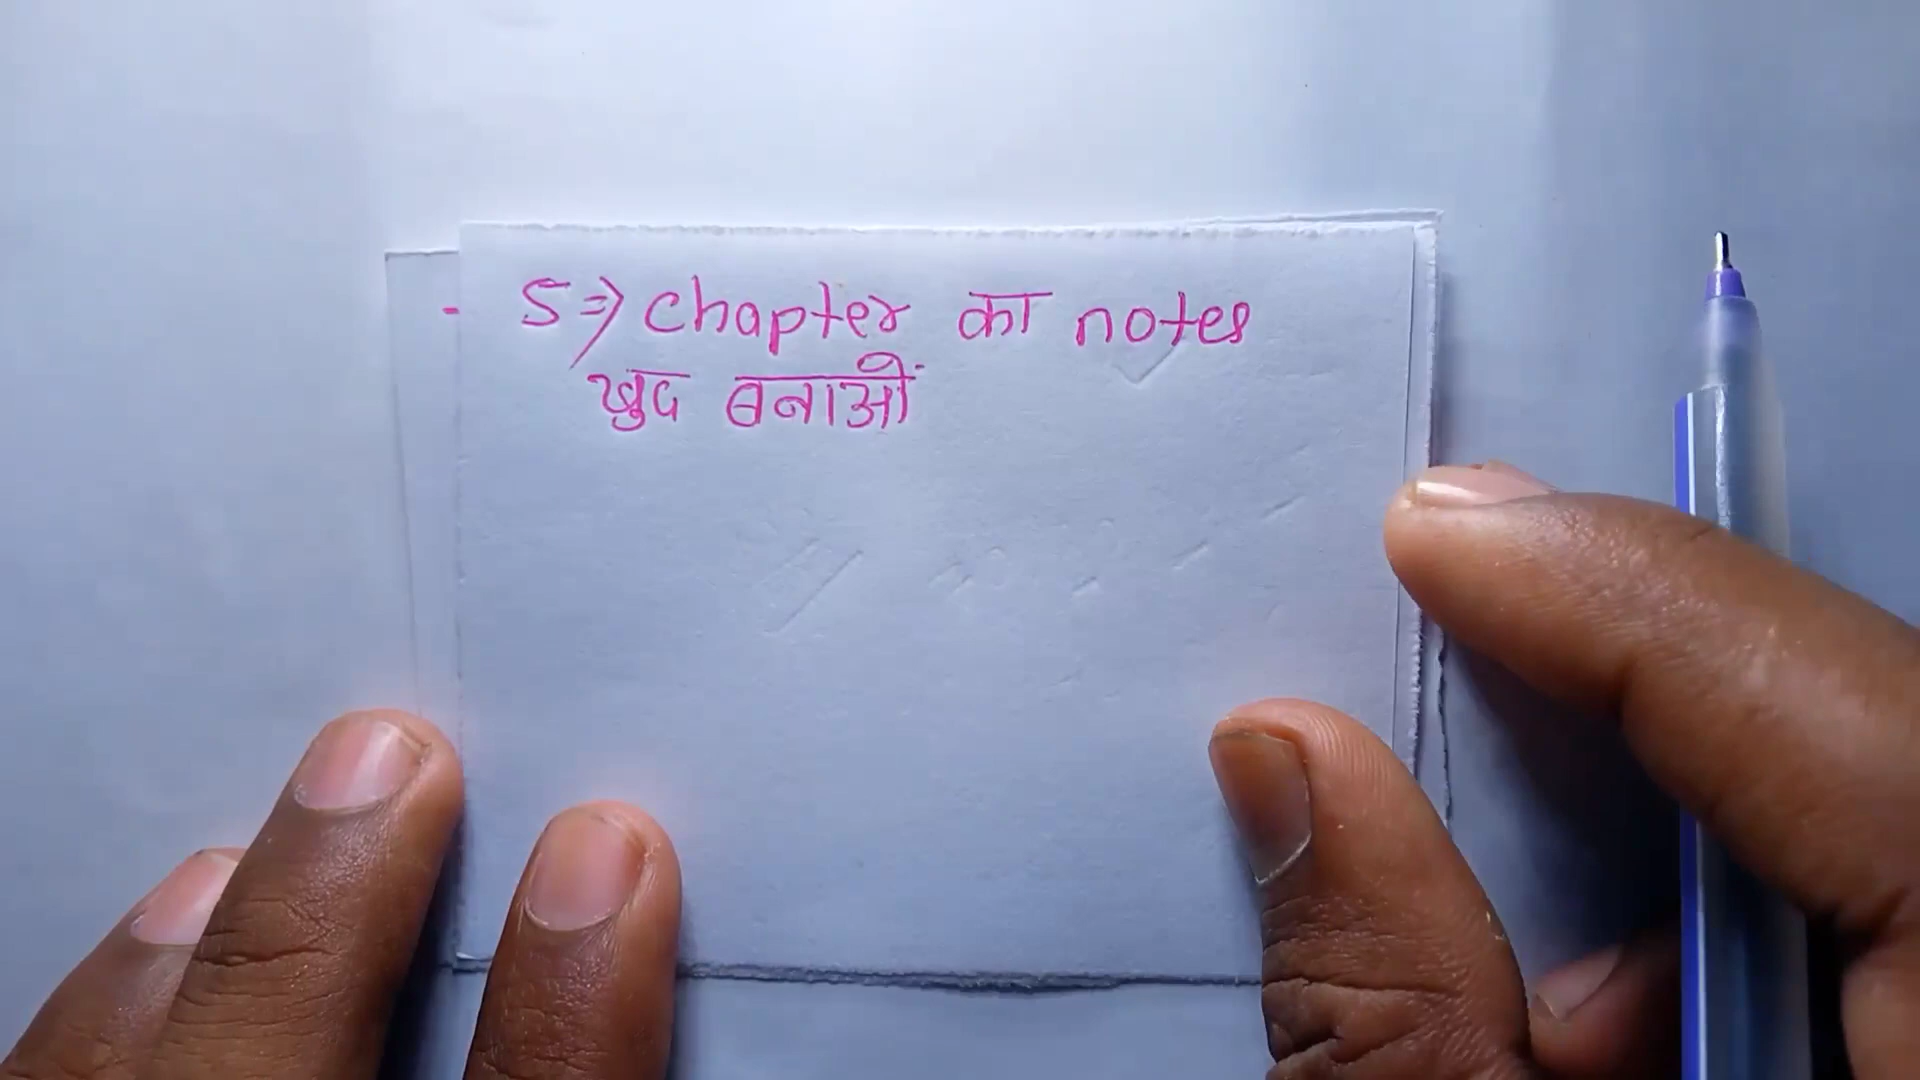 - 5⇒ chapter का notes
खुद बनाओं